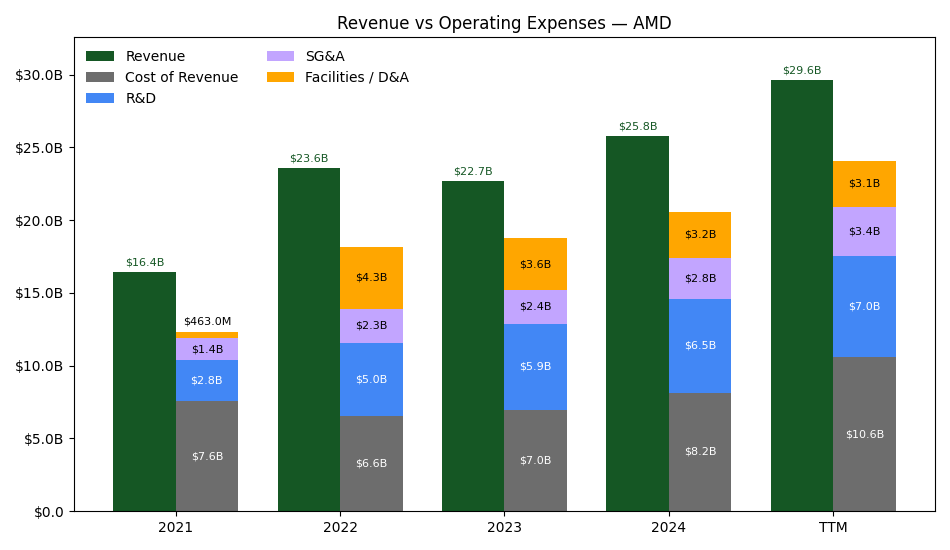 Revenue vs Operating Expenses — AMD
Revenue
Cost of Revenue
R&D
SG&A
Facilities / D&A
$30.0B
$25.0B
$20.0B
$15.0B
$10.0B
$5.0B
$0.0
$16.4B
$463.0M
$1.4B
$2.8B
$7.6B
$23.6B
$4.3B
$2.3B
$5.0B
$6.6B
$22.7B
$3.6B
$2.4B
$5.9B
$7.0B
$25.8B
$3.2B
$2.8B
$6.5B
$8.2B
$29.6B
$3.1B
$3.4B
$7.0B
$10.6B
2021
2022
2023
2024
TTM